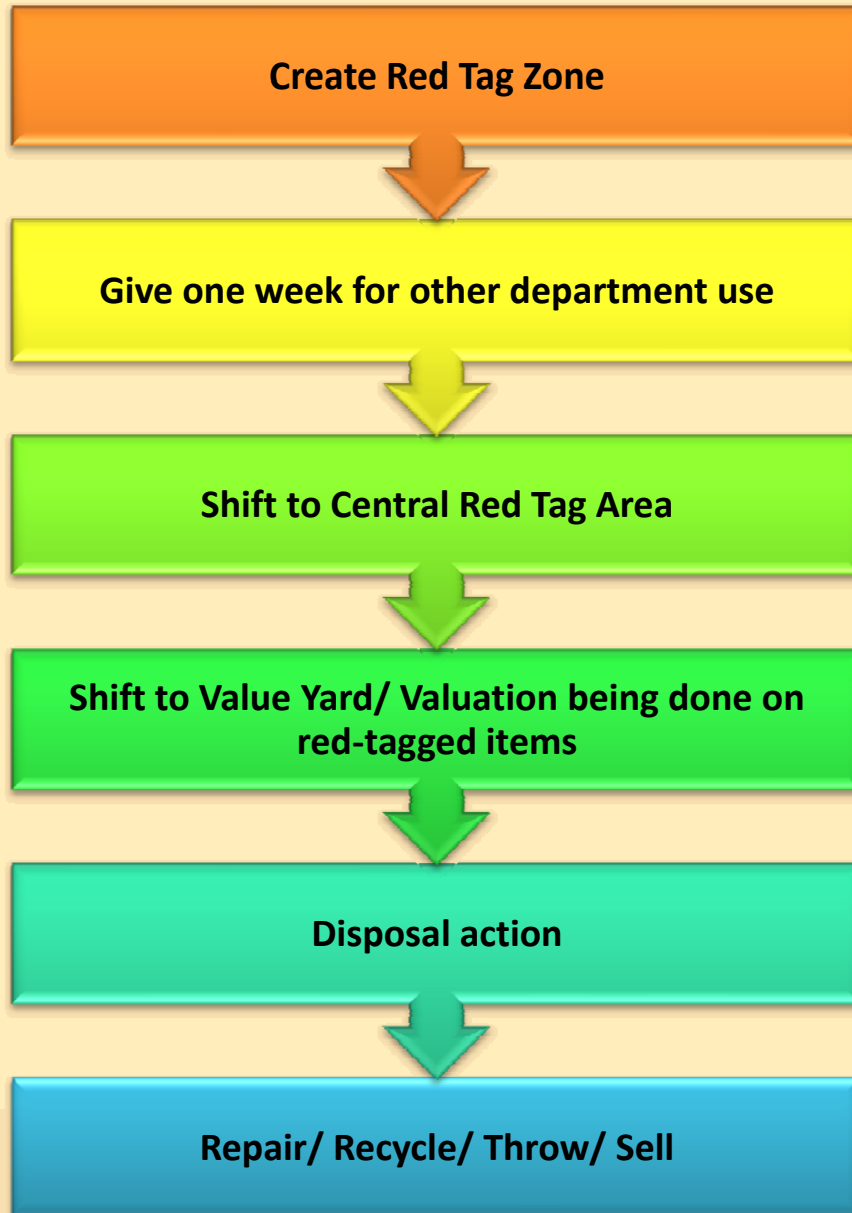 Create Red Tag Zone
Give one week for other department use
Shift to Central Red Tag Area
Shift to Value Yard/ Valuation being done on
red-tagged items
Disposal action
Repair/ Recycle/ Throw/ Sell